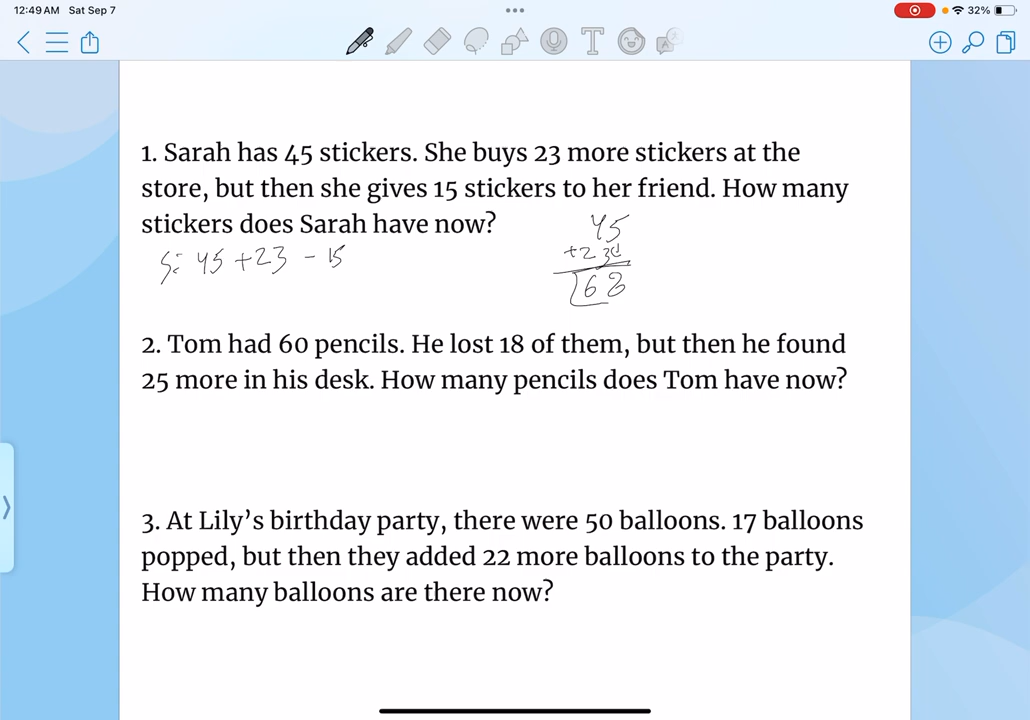 12:49 AM Sat Sep 7
32%
1. Sarah has 45 stickers. She buys 23 more stickers at the
store, but then she gives 15 stickers to her friend. How many
stickers does Sarah have now?
S: 45 + 23 - 15
45
+23
68
2. Tom had 60 pencils. He lost 18 of them, but then he found
25 more in his desk. How many pencils does Tom have now?
3. At Lily's birthday party, there were 50 balloons. 17 balloons
popped, but then they added 22 more balloons to the party.
How many balloons are there now?